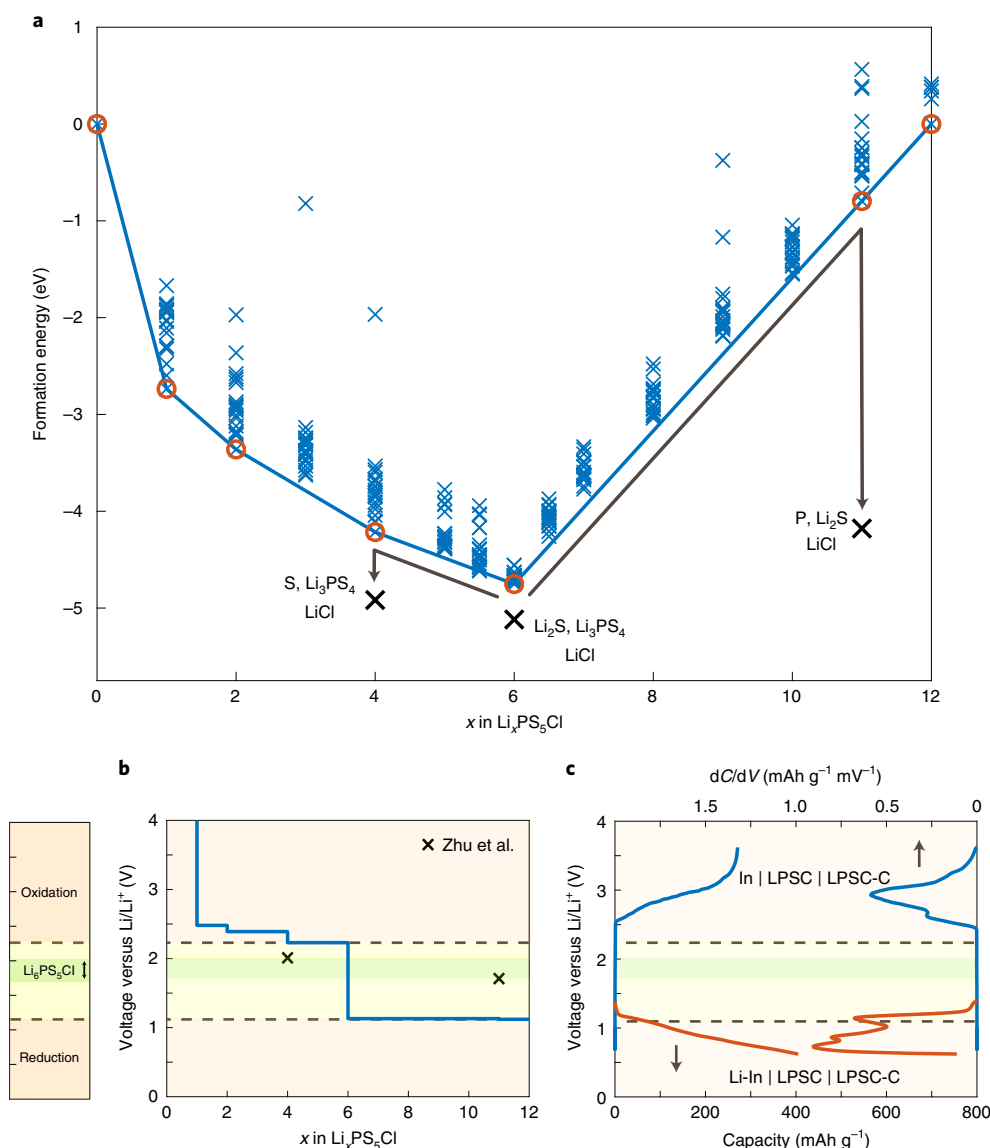 a
1
0
–1
–2
–3
–4
–5
Formation energy (eV)
S, Li₃PS₄
LiCl
Li₂S, Li₃PS₄
LiCl
P, Li₂S
LiCl
0 2 4 6 8 10 12
x in LiₓPS₅Cl
b
Oxidation
Li₆PS₅Cl
Reduction
4
3
2
1
0
Voltage versus Li/Li⁺ (V)
Zhu et al.
0 2 4 6 8 10 12
x in LiₓPS₅Cl
c
dC/dV (mAh g⁻¹ mV⁻¹)
1.5 1.0 0.5 0
4
3
2
1
0
Voltage versus Li/Li⁺ (V)
In | LPSC | LPSC-C
Li-In | LPSC | LPSC-C
0 200 400 600 800
Capacity (mAh g⁻¹)